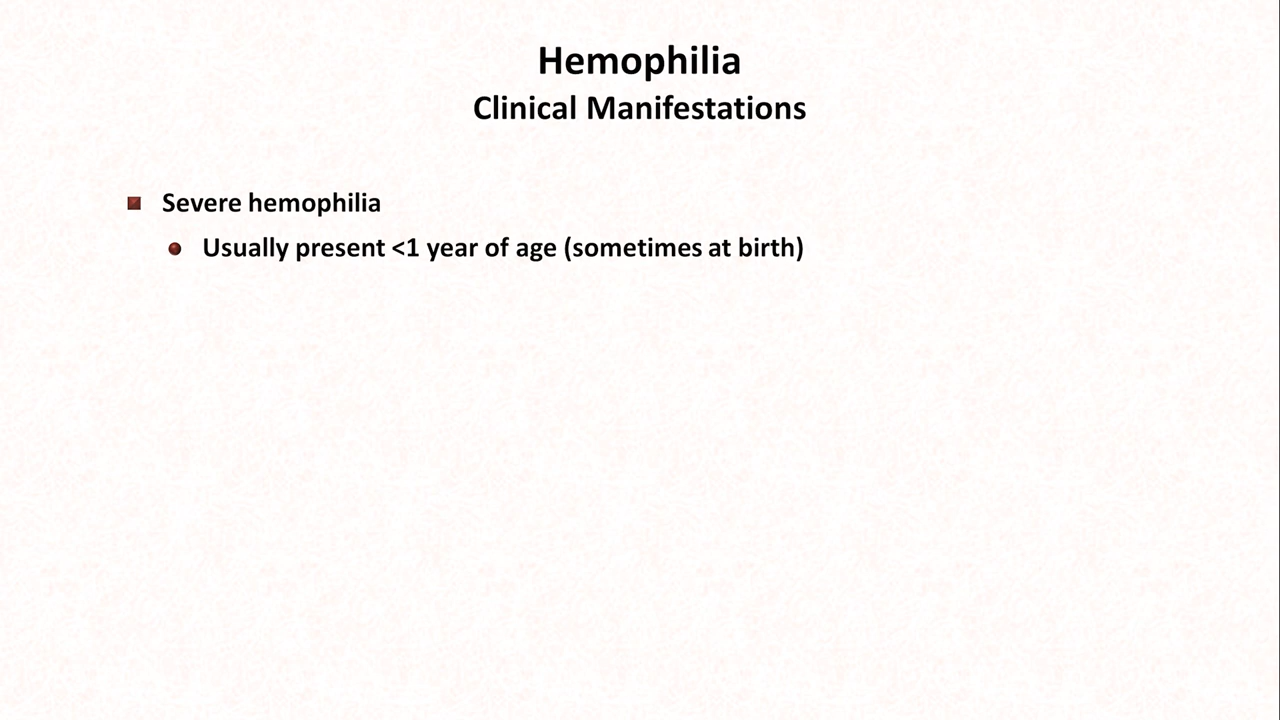 Hemophilia
Clinical Manifestations
Severe hemophilia
Usually present <1 year of age (sometimes at birth)